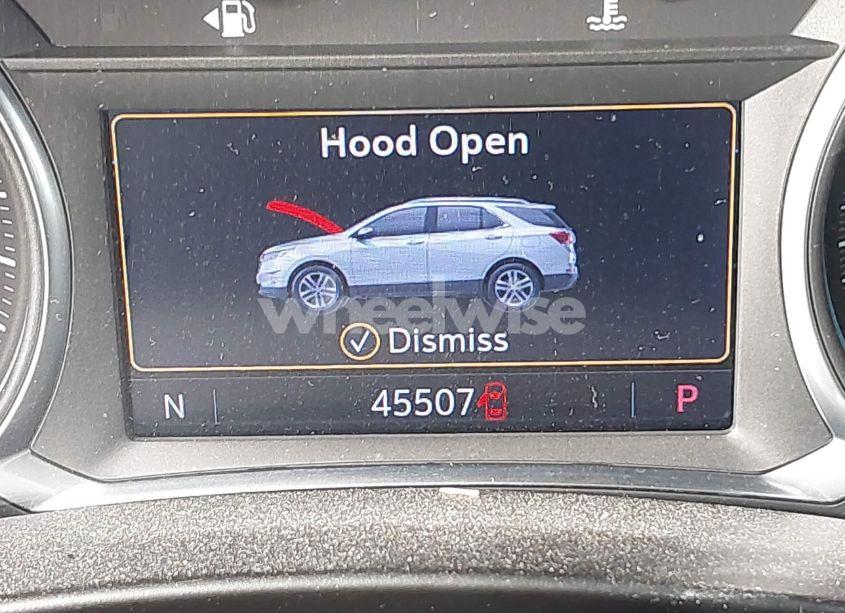 Hood Open
wheelwise
Dismiss
N 45507 P